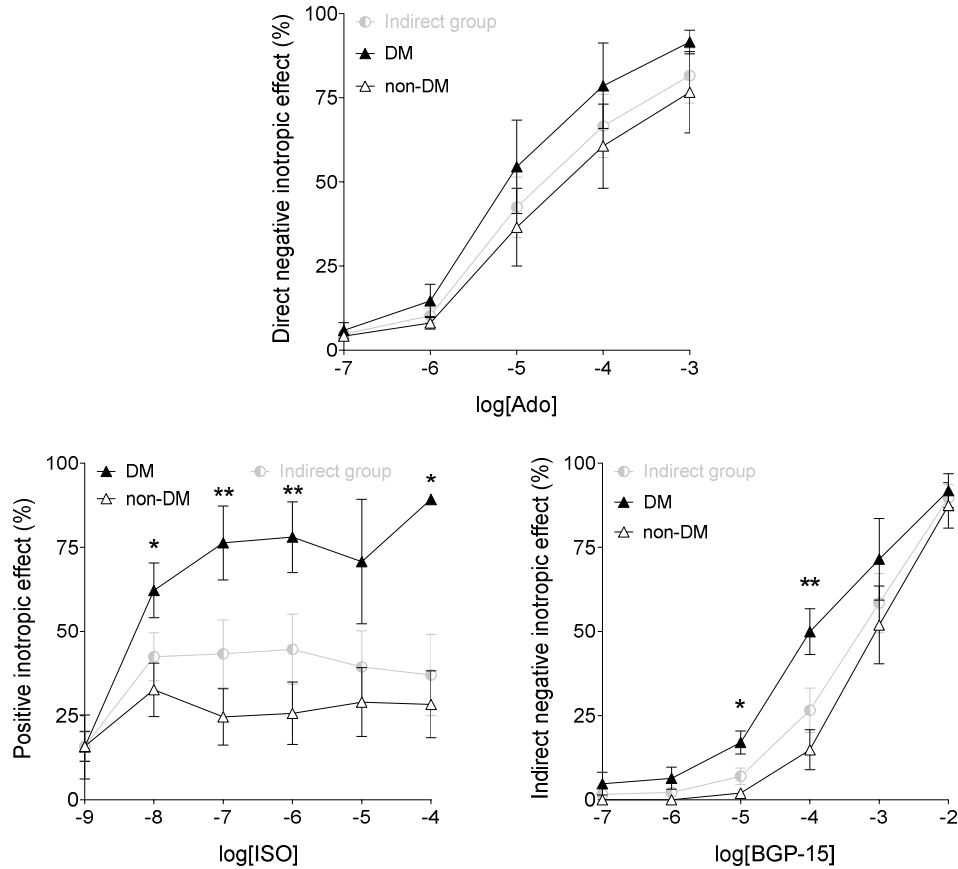 Direct negative inotropic effect (%)
100
75
50
25
0
Indirect group
DM
non-DM
-7 -6 -5 -4 -3
log[Ado]
Positive inotropic effect (%)
100
75
50
25
0
DM Indirect group
non-DM
* ** ** *
-9 -8 -7 -6 -5 -4
log[ISO]
Indirect negative inotropic effect (%)
100
75
50
25
0
Indirect group
DM
non-DM
* **
-7 -6 -5 -4 -3 -2
log[BGP-15]